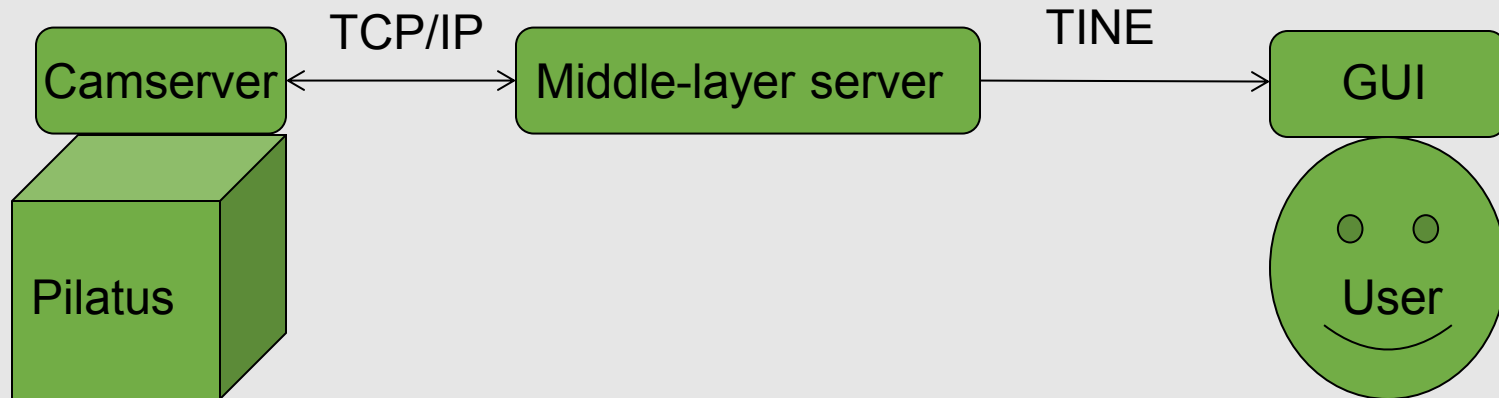 TCP/IP
TINE
Camserver
Middle-layer server
GUI
Pilatus
User